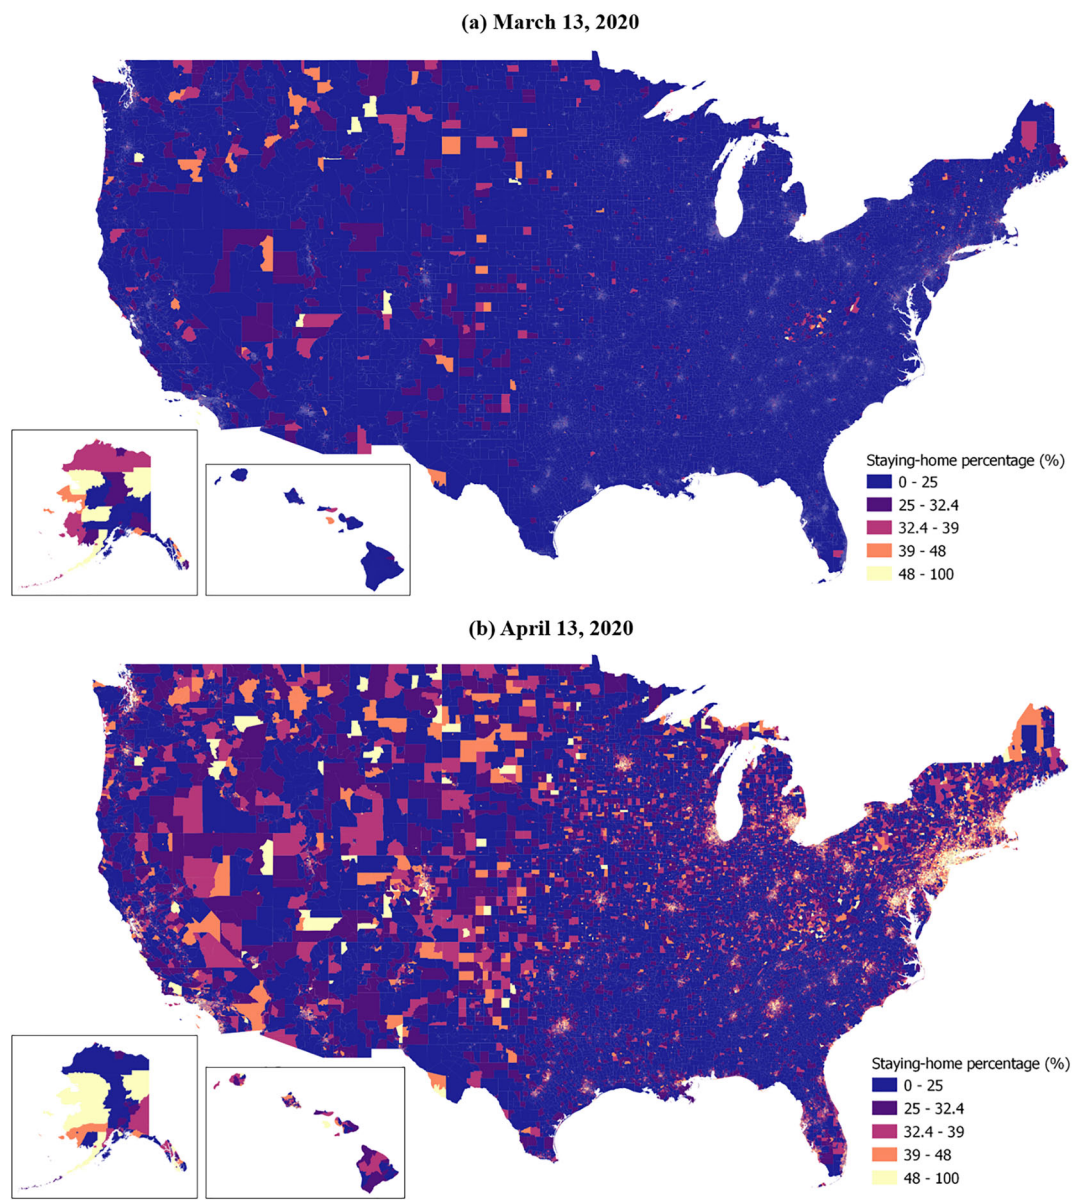 (a) March 13, 2020
Staying-home percentage (%)
0 - 25
25 - 32.4
32.4 - 39
39 - 48
48 - 100
(b) April 13, 2020
Staying-home percentage (%)
0 - 25
25 - 32.4
32.4 - 39
39 - 48
48 - 100